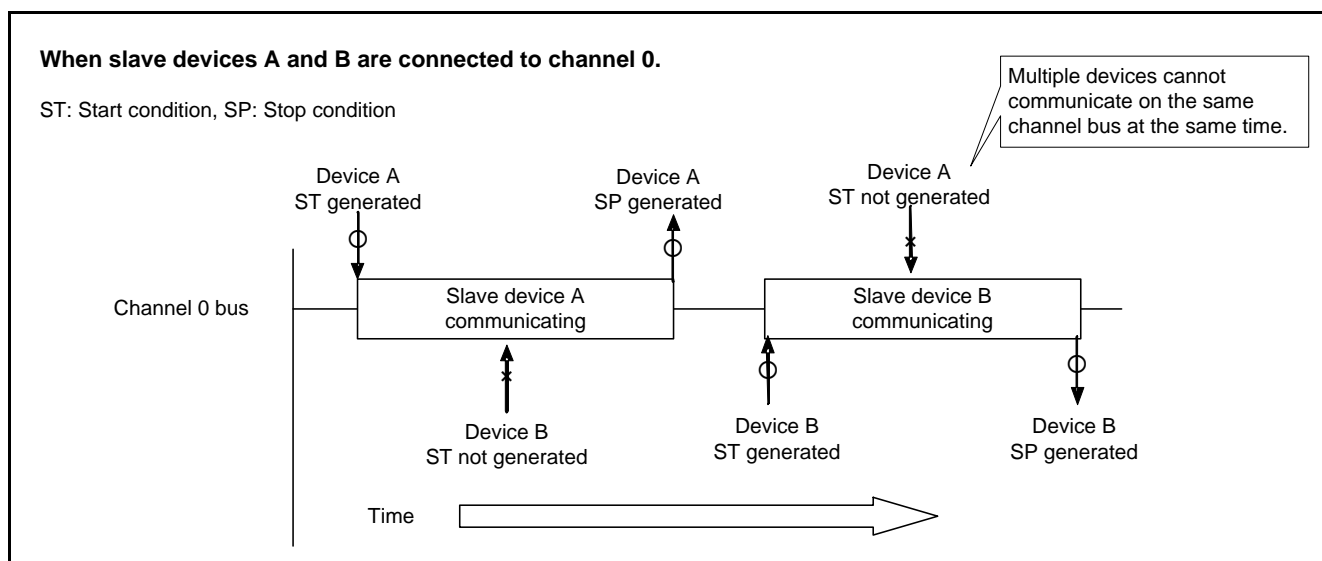 When slave devices A and B are connected to channel 0.
ST: Start condition, SP: Stop condition
Multiple devices cannot
communicate on the same
channel bus at the same time.
Device A
ST generated
Device A
SP generated
Device A
ST not generated
Channel 0 bus
Slave device A
communicating
Slave device B
communicating
Device B
ST not generated
Device B
ST generated
Device B
SP generated
Time